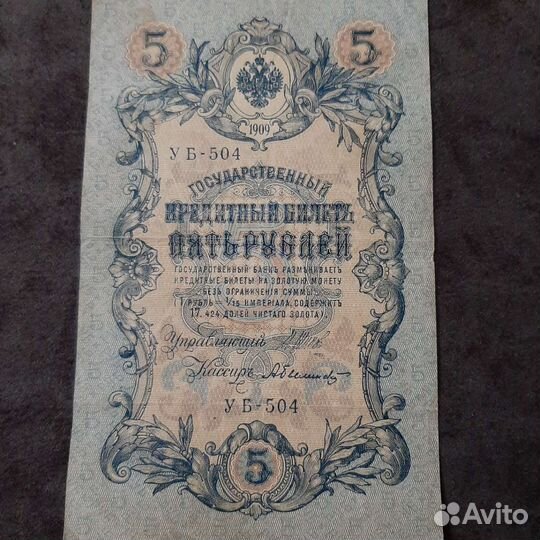 5 5
1909
УБ-504
ГОСУДАРСТВЕННЫЙ
КРЕДИТНЫЙ БИЛЕТЪ
ПЯТЬ РУБЛЕЙ
ГОСУДАРСТВЕННЫЙ БАНКЪ РАЗМѢНИВАЕТЪ
КРЕДИТНЫЕ БИЛЕТЫ НА ЗОЛОТУЮ МОНЕТУ
БЕЗЪ ОГРАНИЧЕНІЯ СУММЫ
(1 РУБЛЬ = 1/15 ИМПЕРІАЛА, СОДЕРЖИТЪ
17,424 ДОЛЕЙ ЧИСТАГО ЗОЛОТА).
Управляющій
Кассиръ
УБ-504
5
Avito